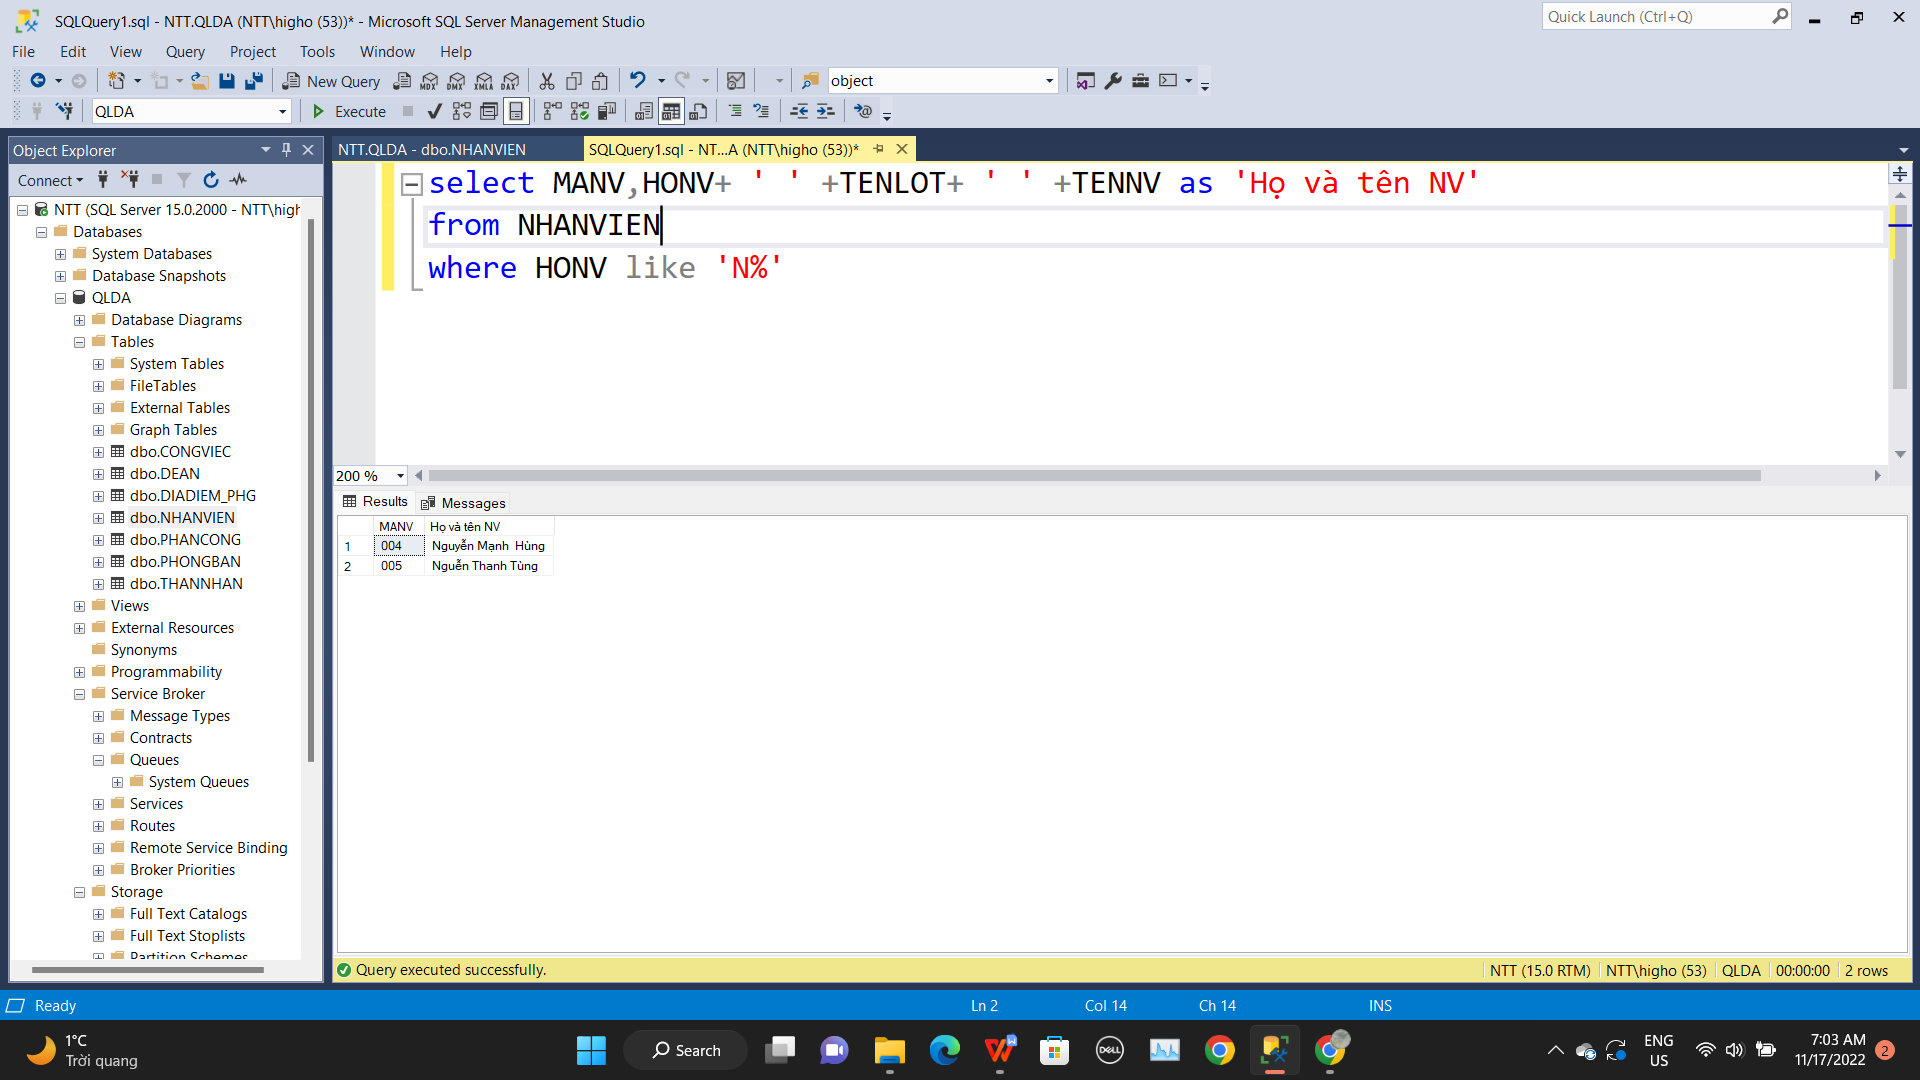 SQLQuery1.sql - NTT.QLDA (NTT\higho (53))* - Microsoft SQL Server Management Studio
Quick Launch (Ctrl+Q)
File Edit View Query Project Tools Window Help
New Query MDX DMX XMLA DAX object
QLDA Execute
Object Explorer
NTT.QLDA - dbo.NHANVIEN
SQLQuery1.sql - NT...A (NTT\higho (53))*
Connect
NTT (SQL Server 15.0.2000 - NTT\high
Databases
System Databases
Database Snapshots
QLDA
Database Diagrams
Tables
System Tables
FileTables
External Tables
Graph Tables
dbo.CONGVIEC
dbo.DEAN
dbo.DIADIEM_PHG
dbo.NHANVIEN
dbo.PHANCONG
dbo.PHONGBAN
dbo.THANNHAN
Views
External Resources
Synonyms
Programmability
Service Broker
Message Types
Contracts
Queues
System Queues
Services
Routes
Remote Service Binding
Broker Priorities
Storage
Full Text Catalogs
Full Text Stoplists
Partition Schemes
select MANV,HONV+ ' ' +TENLOT+ ' ' +TENNV as 'Họ và tên NV'
from NHANVIEN
where HONV like 'N%'
200 %
Results Messages
MANV Họ và tên NV
1 004 Nguyễn Mạnh  Hùng
2 005 Nguễn Thanh Tùng
Query executed successfully.
NTT (15.0 RTM) NTT\higho (53) QLDA 00:00:00 2 rows
Ready Ln 2 Col 14 Ch 14 INS
1°C
Trời quang
Search
DELL
ENG
US
7:03 AM
11/17/2022
2